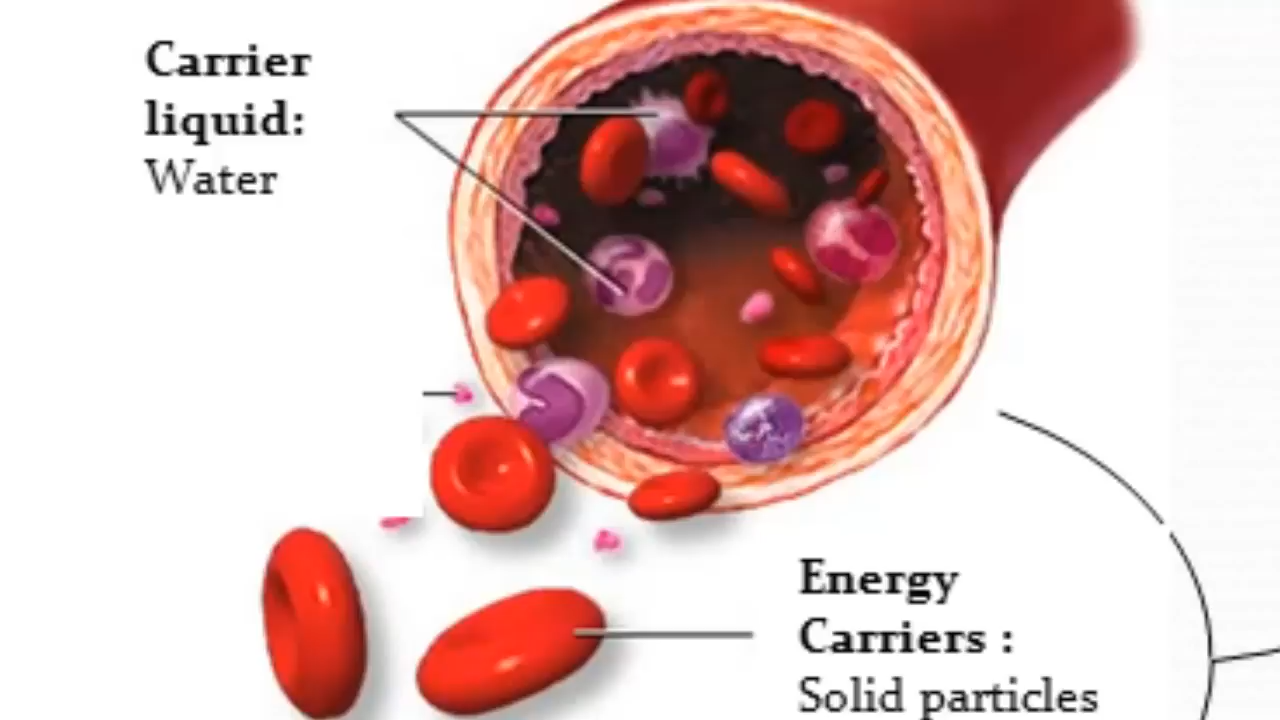 Carrier
liquid:
Water
Energy
Carriers :
Solid particles